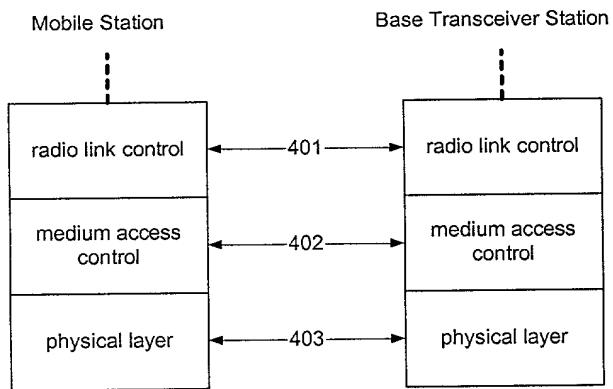 Mobile Station
Base Transceiver Station
radio link control
401
radio link control
medium access
control
402
medium access
control
physical layer
403
physical layer